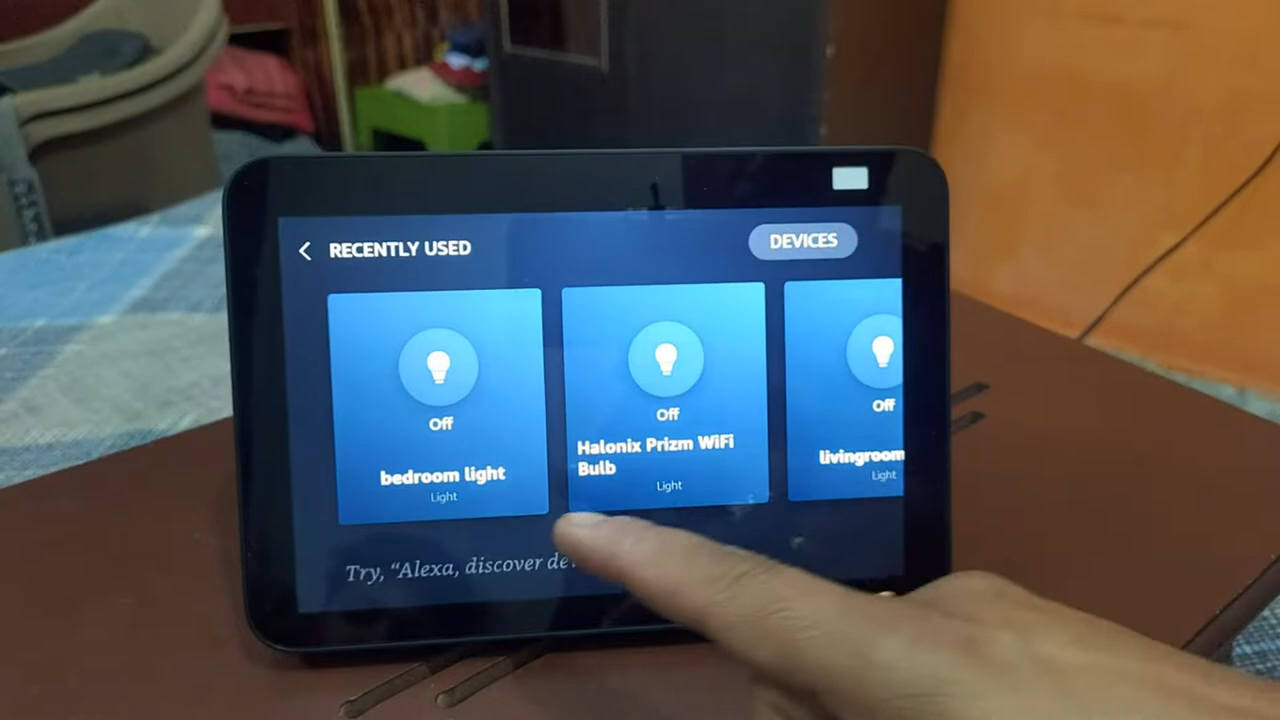 RECENTLY USED
DEVICES
Off
bedroom light
Light
Off
Halonix Prizm WiFi
Bulb
Light
Off
livingroom
Light
Try, “Alexa, discover